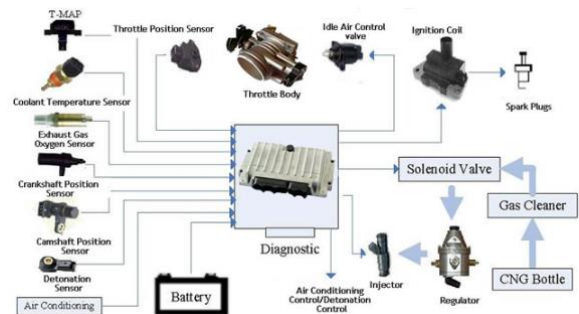 T-MAP
Throttle Position Sensor
Idle Air Control
valve
Ignition Coil
Throttle Body
Spark Plugs
Coolant Temperature Sensor
Exhaust Gas
Oxygen Sensor
Crankshaft Position
Sensor
Camshaft Position
Sensor
Detonation
Sensor
Air Conditioning
Battery
Diagnostic
Air Conditioning
Control/Detonation
Control
Injector
Regulator
Solenoid Valve
Gas Cleaner
CNG Bottle